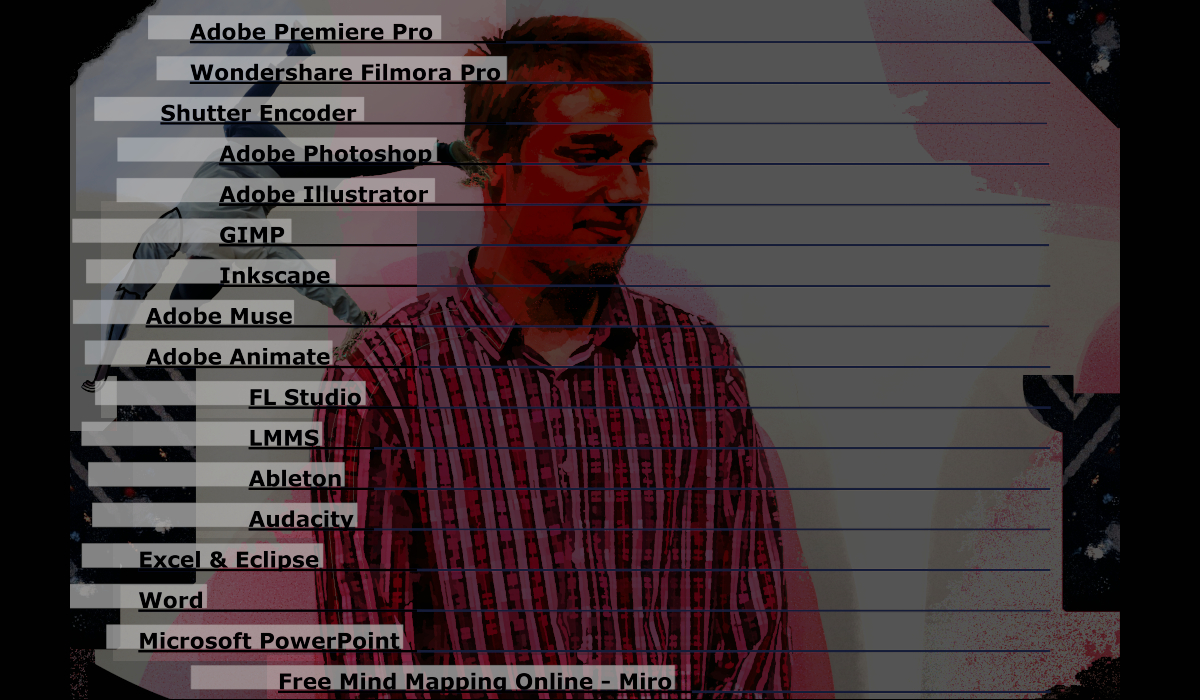 Adobe Premiere Pro
Wondershare Filmora Pro
Shutter Encoder
Adobe Photoshop
Adobe Illustrator
GIMP
Inkscape
Adobe Muse
Adobe Animate
FL Studio
LMMS
Ableton
Audacity
Excel & Eclipse
Word
Microsoft PowerPoint
Free Mind Mapping Online - Miro